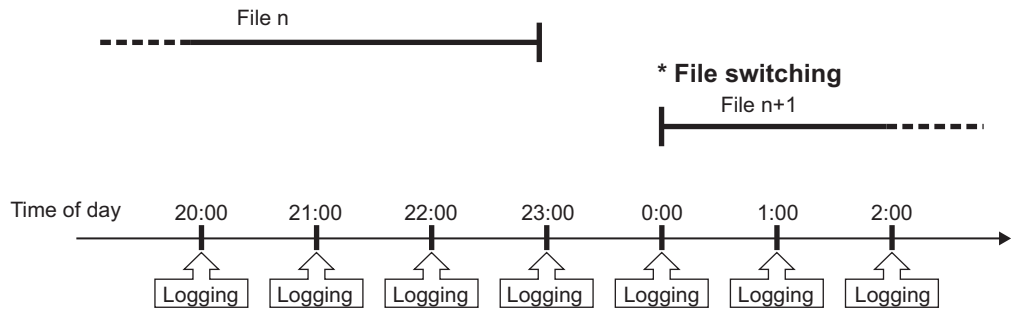 File n
* File switching
File n+1
Time of day 20:00 21:00 22:00 23:00 0:00 1:00 2:00
Logging Logging Logging Logging Logging Logging Logging